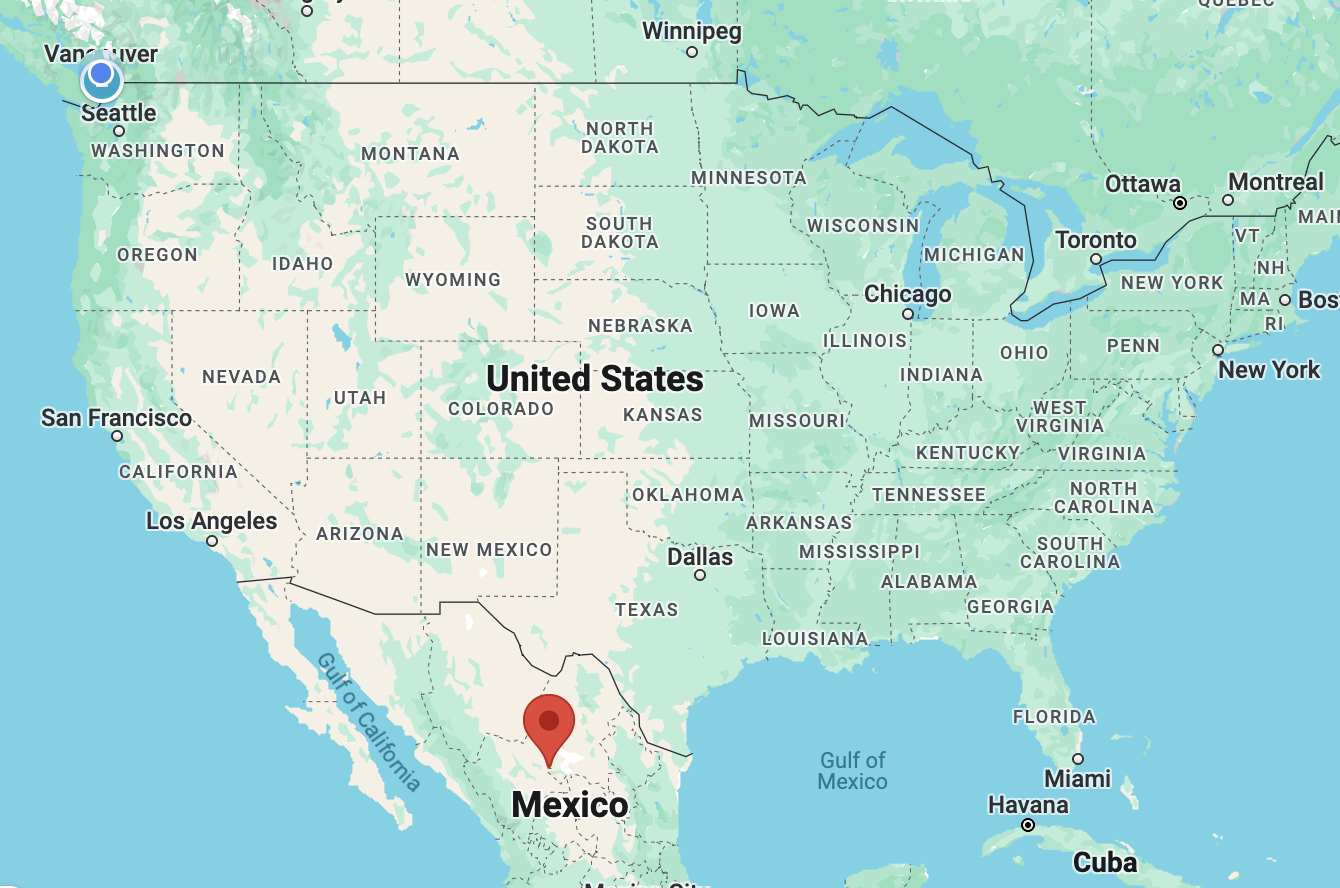 QUEBEC
Winnipeg
Vancouver
Seattle
WASHINGTON
MONTANA
NORTH
DAKOTA
MINNESOTA
Ottawa
Montreal
OREGON
IDAHO
WYOMING
SOUTH
DAKOTA
WISCONSIN
MICHIGAN
Toronto
VT
MAI
NH
NEW YORK
MA
Bos
RI
Chicago
IOWA
NEBRASKA
ILLINOIS
INDIANA
OHIO
PENN
New York
NEVADA
UTAH
United States
COLORADO
KANSAS
MISSOURI
WEST
VIRGINIA
San Francisco
CALIFORNIA
KENTUCKY
VIRGINIA
Los Angeles
ARIZONA
NEW MEXICO
OKLAHOMA
ARKANSAS
TENNESSEE
NORTH
CAROLINA
Dallas
MISSISSIPPI
ALABAMA
SOUTH
CAROLINA
GEORGIA
TEXAS
LOUISIANA
Gulf of California
FLORIDA
Gulf of
Mexico
Miami
Mexico
Havana
Cuba
Mexico City